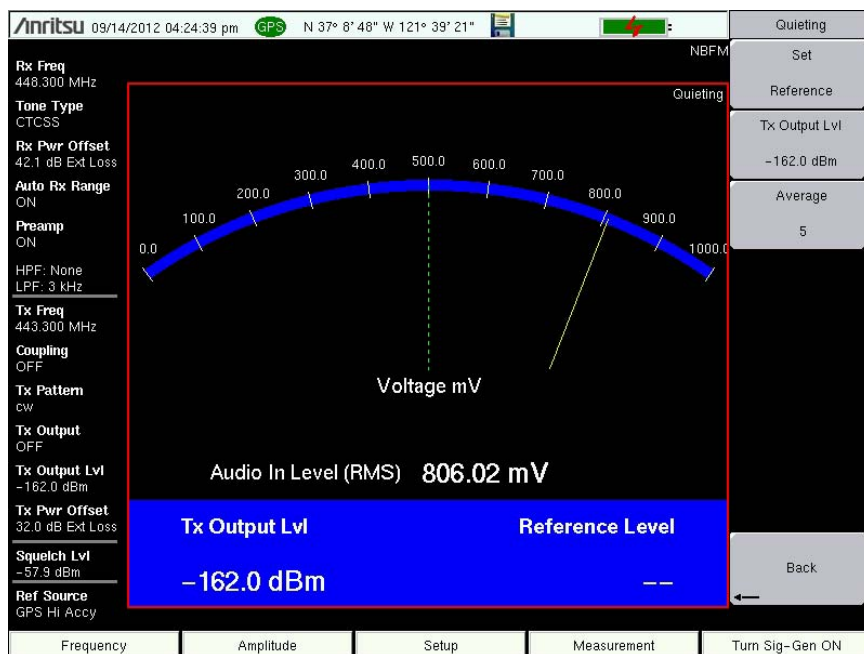 Anritsu 09/14/2012 04:24:39 pm GPS N 37° 8' 48" W 121° 39' 21"
NBFM
Rx Freq
448.300 MHz
Tone Type
CTCSS
Rx Pwr Offset
42.1 dB Ext Loss
Auto Rx Range
ON
Preamp
ON
HPF: None
LPF: 3 kHz
Tx Freq
443.300 MHz
Coupling
OFF
Tx Pattern
CW
Tx Output
OFF
Tx Output Lvl
-162.0 dBm
Tx Pwr Offset
32.0 dB Ext Loss
Squelch Lvl
-57.9 dBm
Ref Source
GPS Hi Accy
Quieting
0.0 100.0 200.0 300.0 400.0 500.0 600.0 700.0 800.0 900.0 1000.0
Voltage mV
Audio In Level (RMS) 806.02 mV
Tx Output Lvl Reference Level
-162.0 dBm --
Quieting
Set
Reference
Tx Output Lvl
-162.0 dBm
Average
5
Back
Frequency Amplitude Setup Measurement Turn Sig-Gen ON